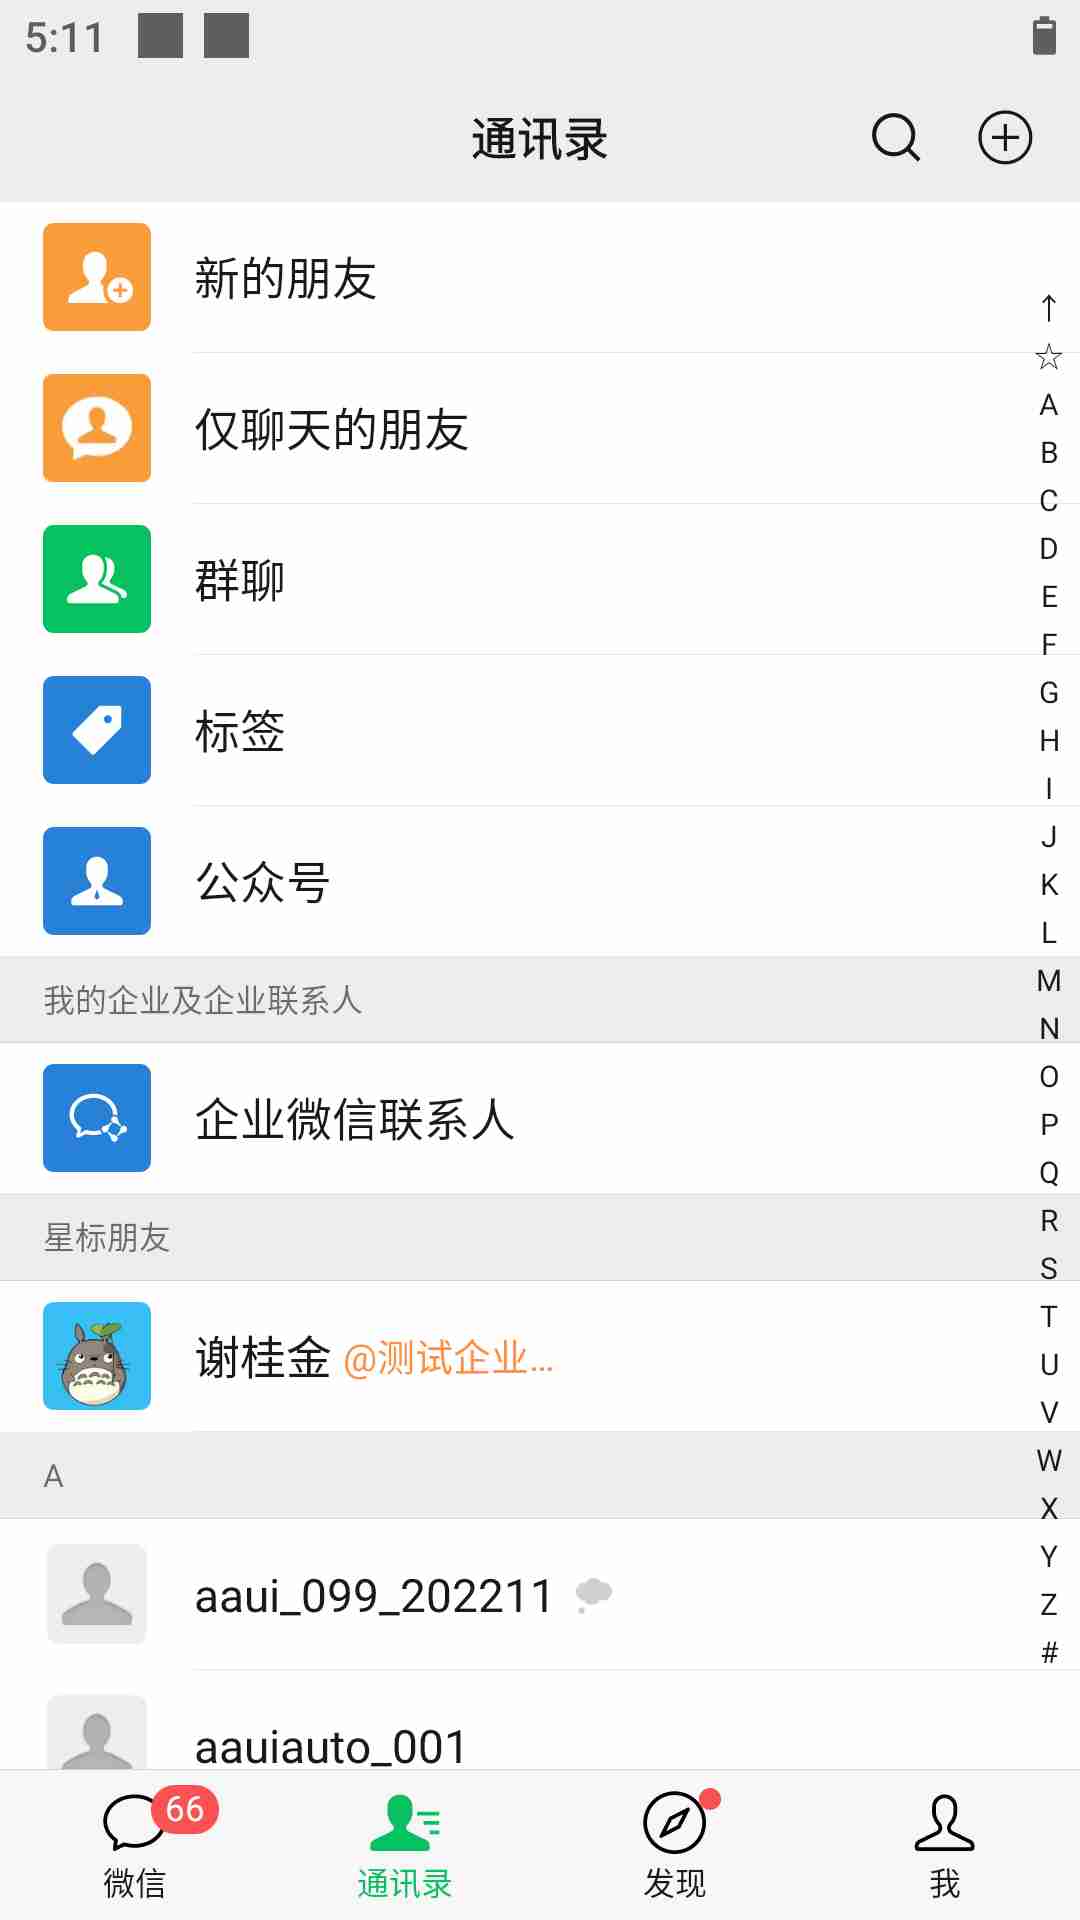 5:11
通讯录
新的朋友
仅聊天的朋友
群聊
标签
公众号
我的企业及企业联系人
企业微信联系人
星标朋友
谢桂金 @测试企业...
A
aaui_099_202211
aauiauto_001
↑
☆
A
B
C
D
E
F
G
H
I
J
K
L
M
N
O
P
Q
R
S
T
U
V
W
X
Y
Z
#
66
微信 通讯录 发现 我